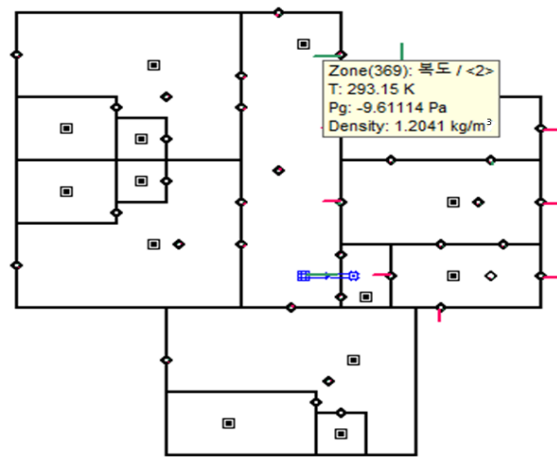 Zone(369): 복도 / <2>
T: 293.15 K
Pg: -9.61114 Pa
Density: 1.2041 kg/m³